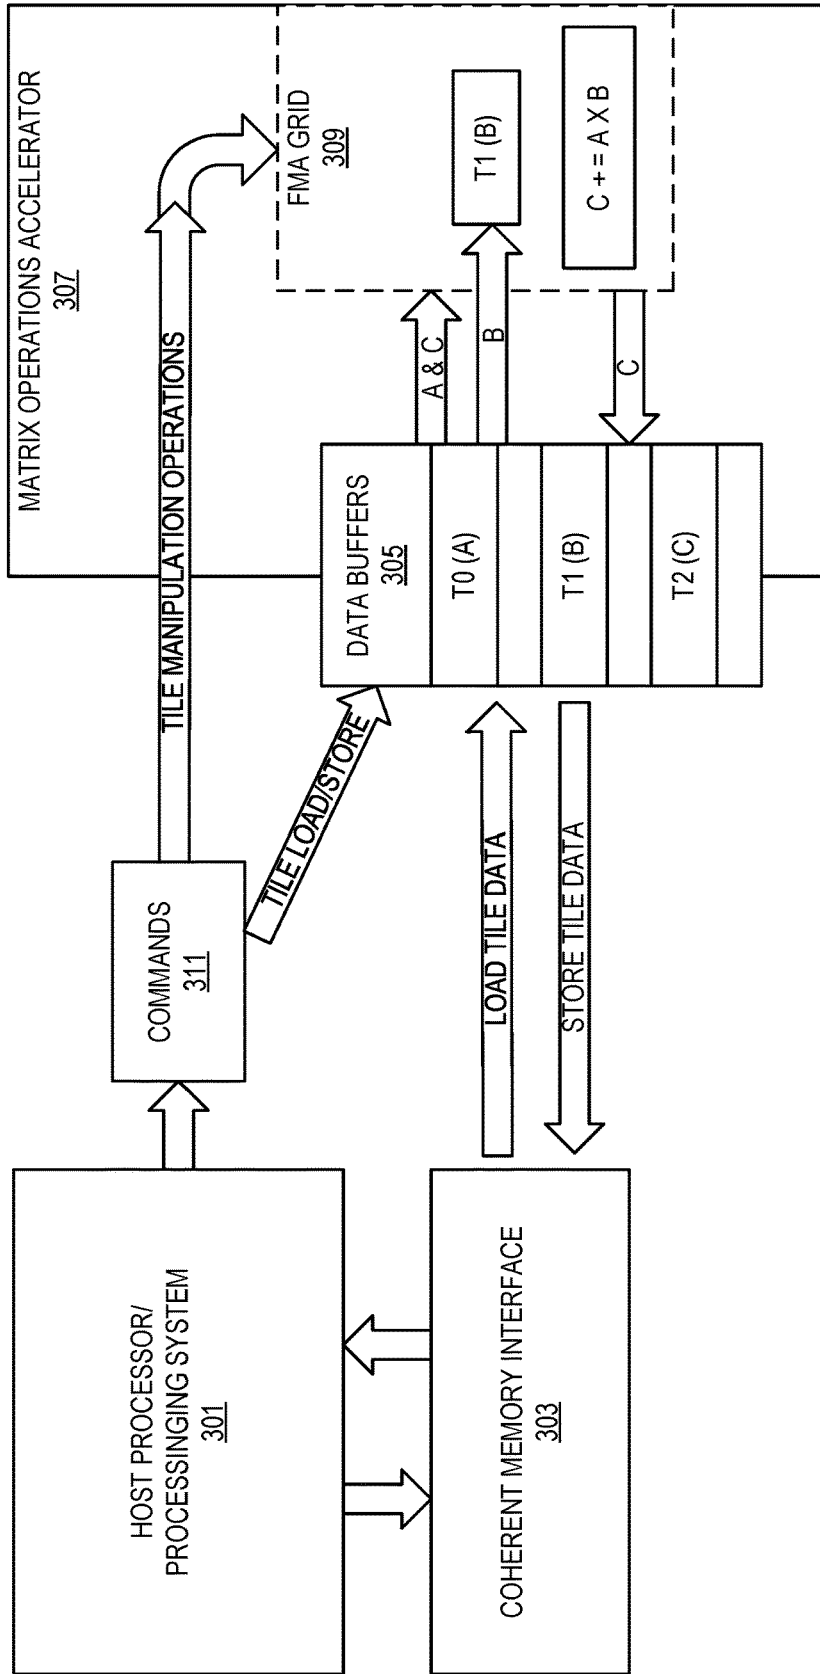 HOST PROCESSOR/
PROCESSINGING SYSTEM
301
COHERENT MEMORY INTERFACE
303
COMMANDS
311
TILE MANIPULATION OPERATIONS
TILE LOAD/STORE
LOAD TILE DATA
STORE TILE DATA
MATRIX OPERATIONS ACCELERATOR
307
DATA BUFFERS
305
T0 (A)
T1 (B)
T2 (C)
A & C
B
C
FMA GRID
309
T1 (B)
C + = A X B